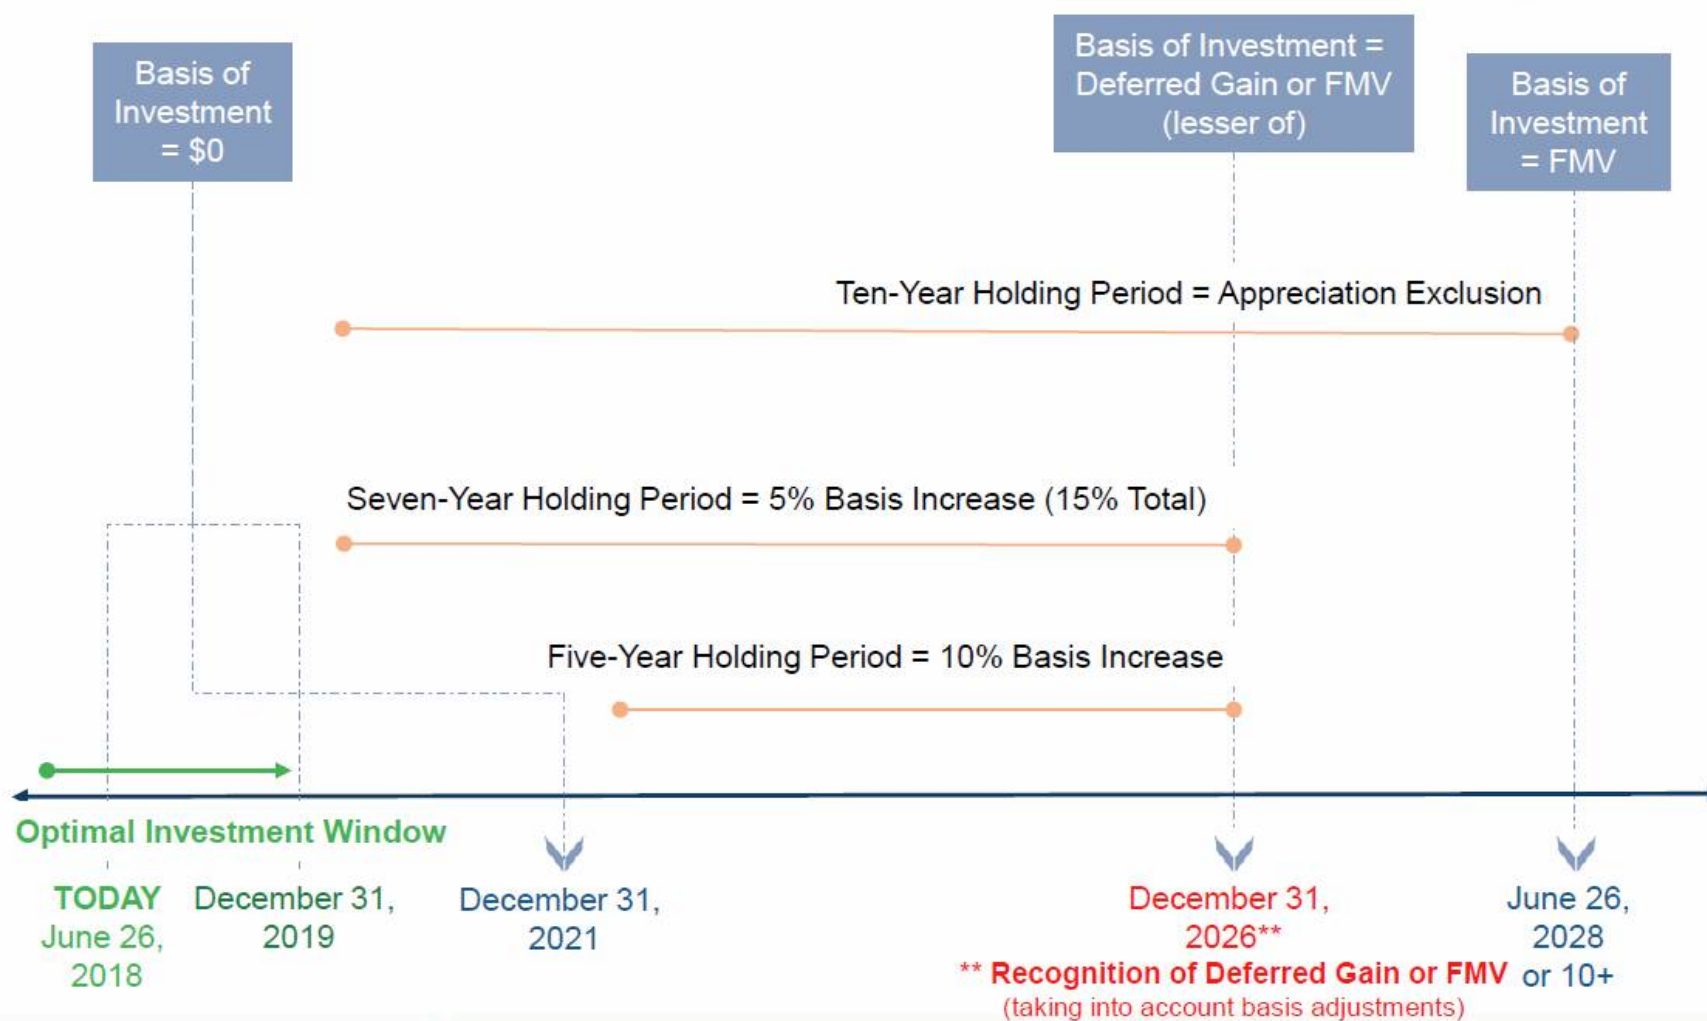 Basis of
Investment
= $0
Basis of Investment =
Deferred Gain or FMV
(lesser of)
Basis of
Investment
= FMV
Ten-Year Holding Period = Appreciation Exclusion
Seven-Year Holding Period = 5% Basis Increase (15% Total)
Five-Year Holding Period = 10% Basis Increase
Optimal Investment Window
TODAY
June 26,
2018
December 31,
2019
December 31,
2021
December 31,
2026**
** Recognition of Deferred Gain or FMV
(taking into account basis adjustments)
June 26,
2028
or 10+